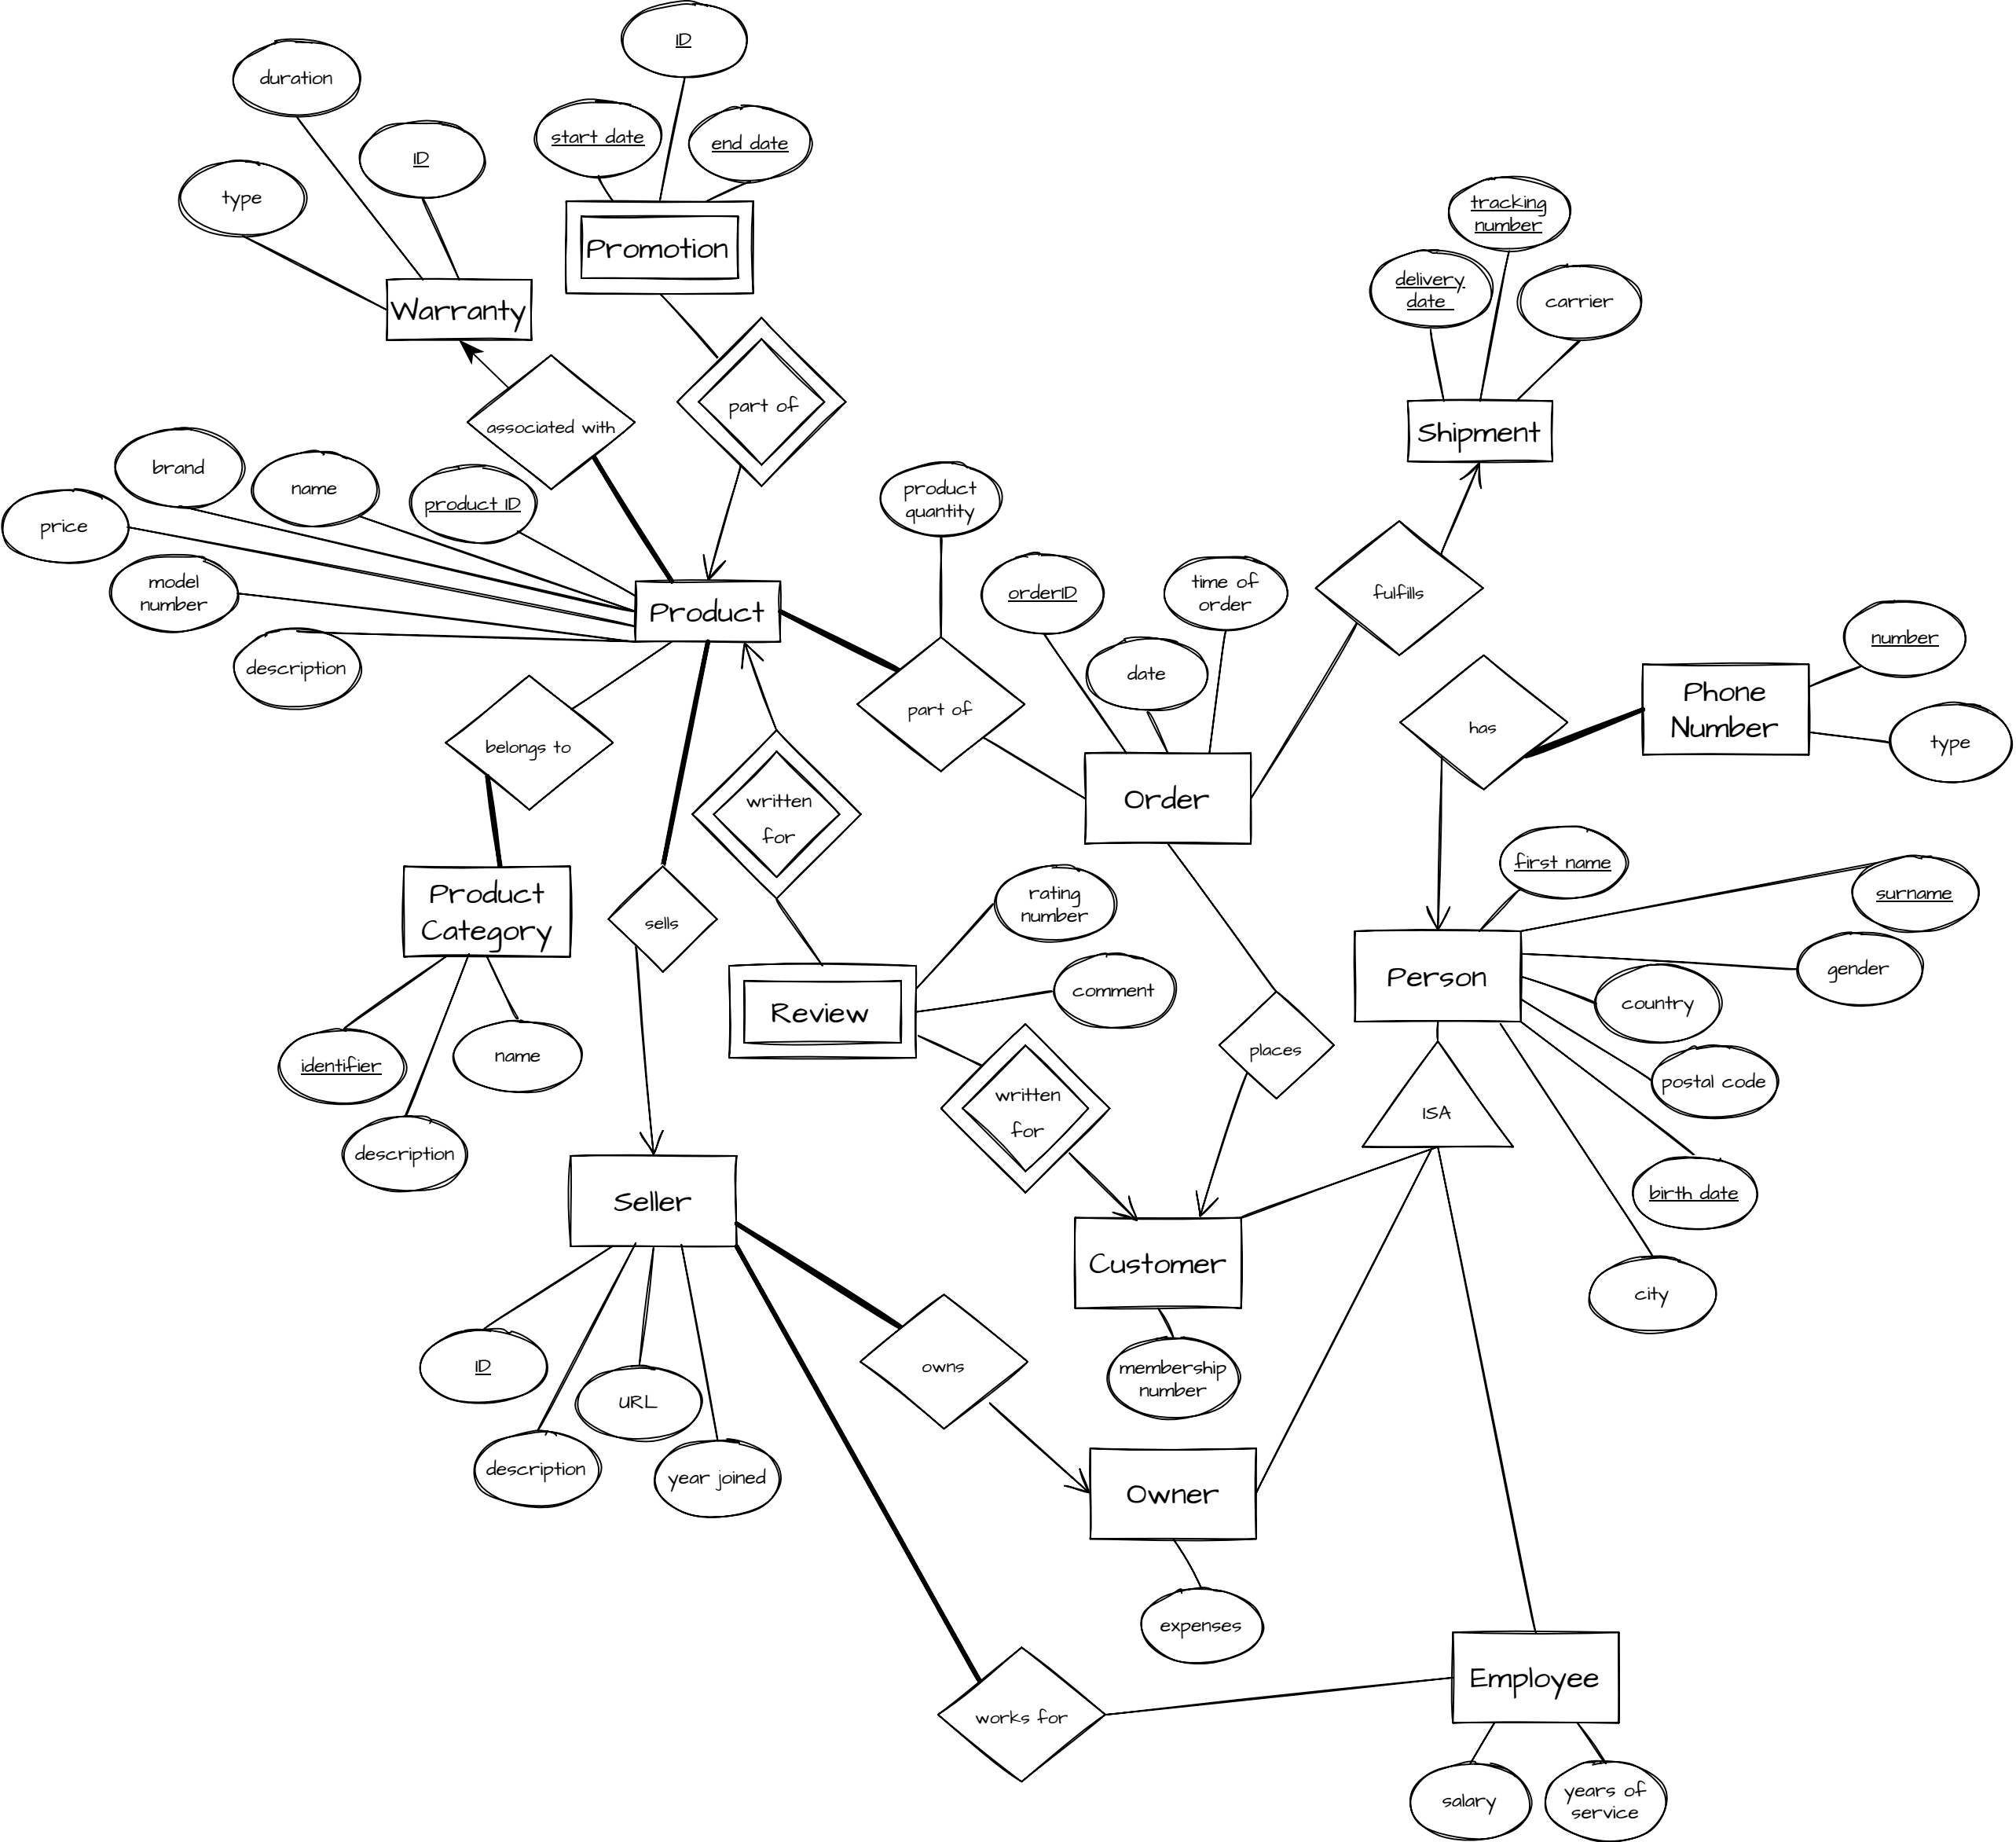 ID
duration
start date
end date
ID
type
tracking
number
delivery
date
carrier
Promotion
Warranty
part of
associated with
Shipment
brand
name
product ID
product
quantity
price
model
number
orderID
time of
order
fulfills
Product
number
description
date
Phone
Number
part of
has
type
belongs to
written
for
Order
first name
surname
Product
Category
sells
rating
number
Person
gender
country
comment
Review
identifier
name
places
postal code
written
for
ISA
description
birth date
Seller
Customer
city
ID
URL
owns
membership
number
description
year joined
Owner
expenses
Employee
works for
salary
years of
service